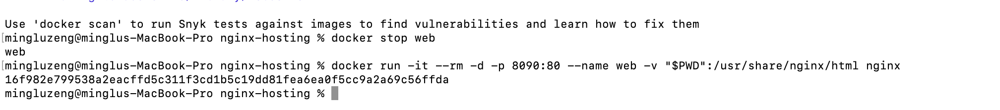 Use 'docker scan' to run Snyk tests against images to find vulnerabilities and learn how to fix them
mingluzeng@minglus-MacBook-Pro nginx-hosting % docker stop web
web
mingluzeng@minglus-MacBook-Pro nginx-hosting % docker run -it --rm -d -p 8090:80 --name web -v "$PWD":/usr/share/nginx/html nginx
16f982e799538a2eacffd5c311f3cd1b5c19dd81fea6ea0f5cc9a2a69c56ffda
mingluzeng@minglus-MacBook-Pro nginx-hosting %